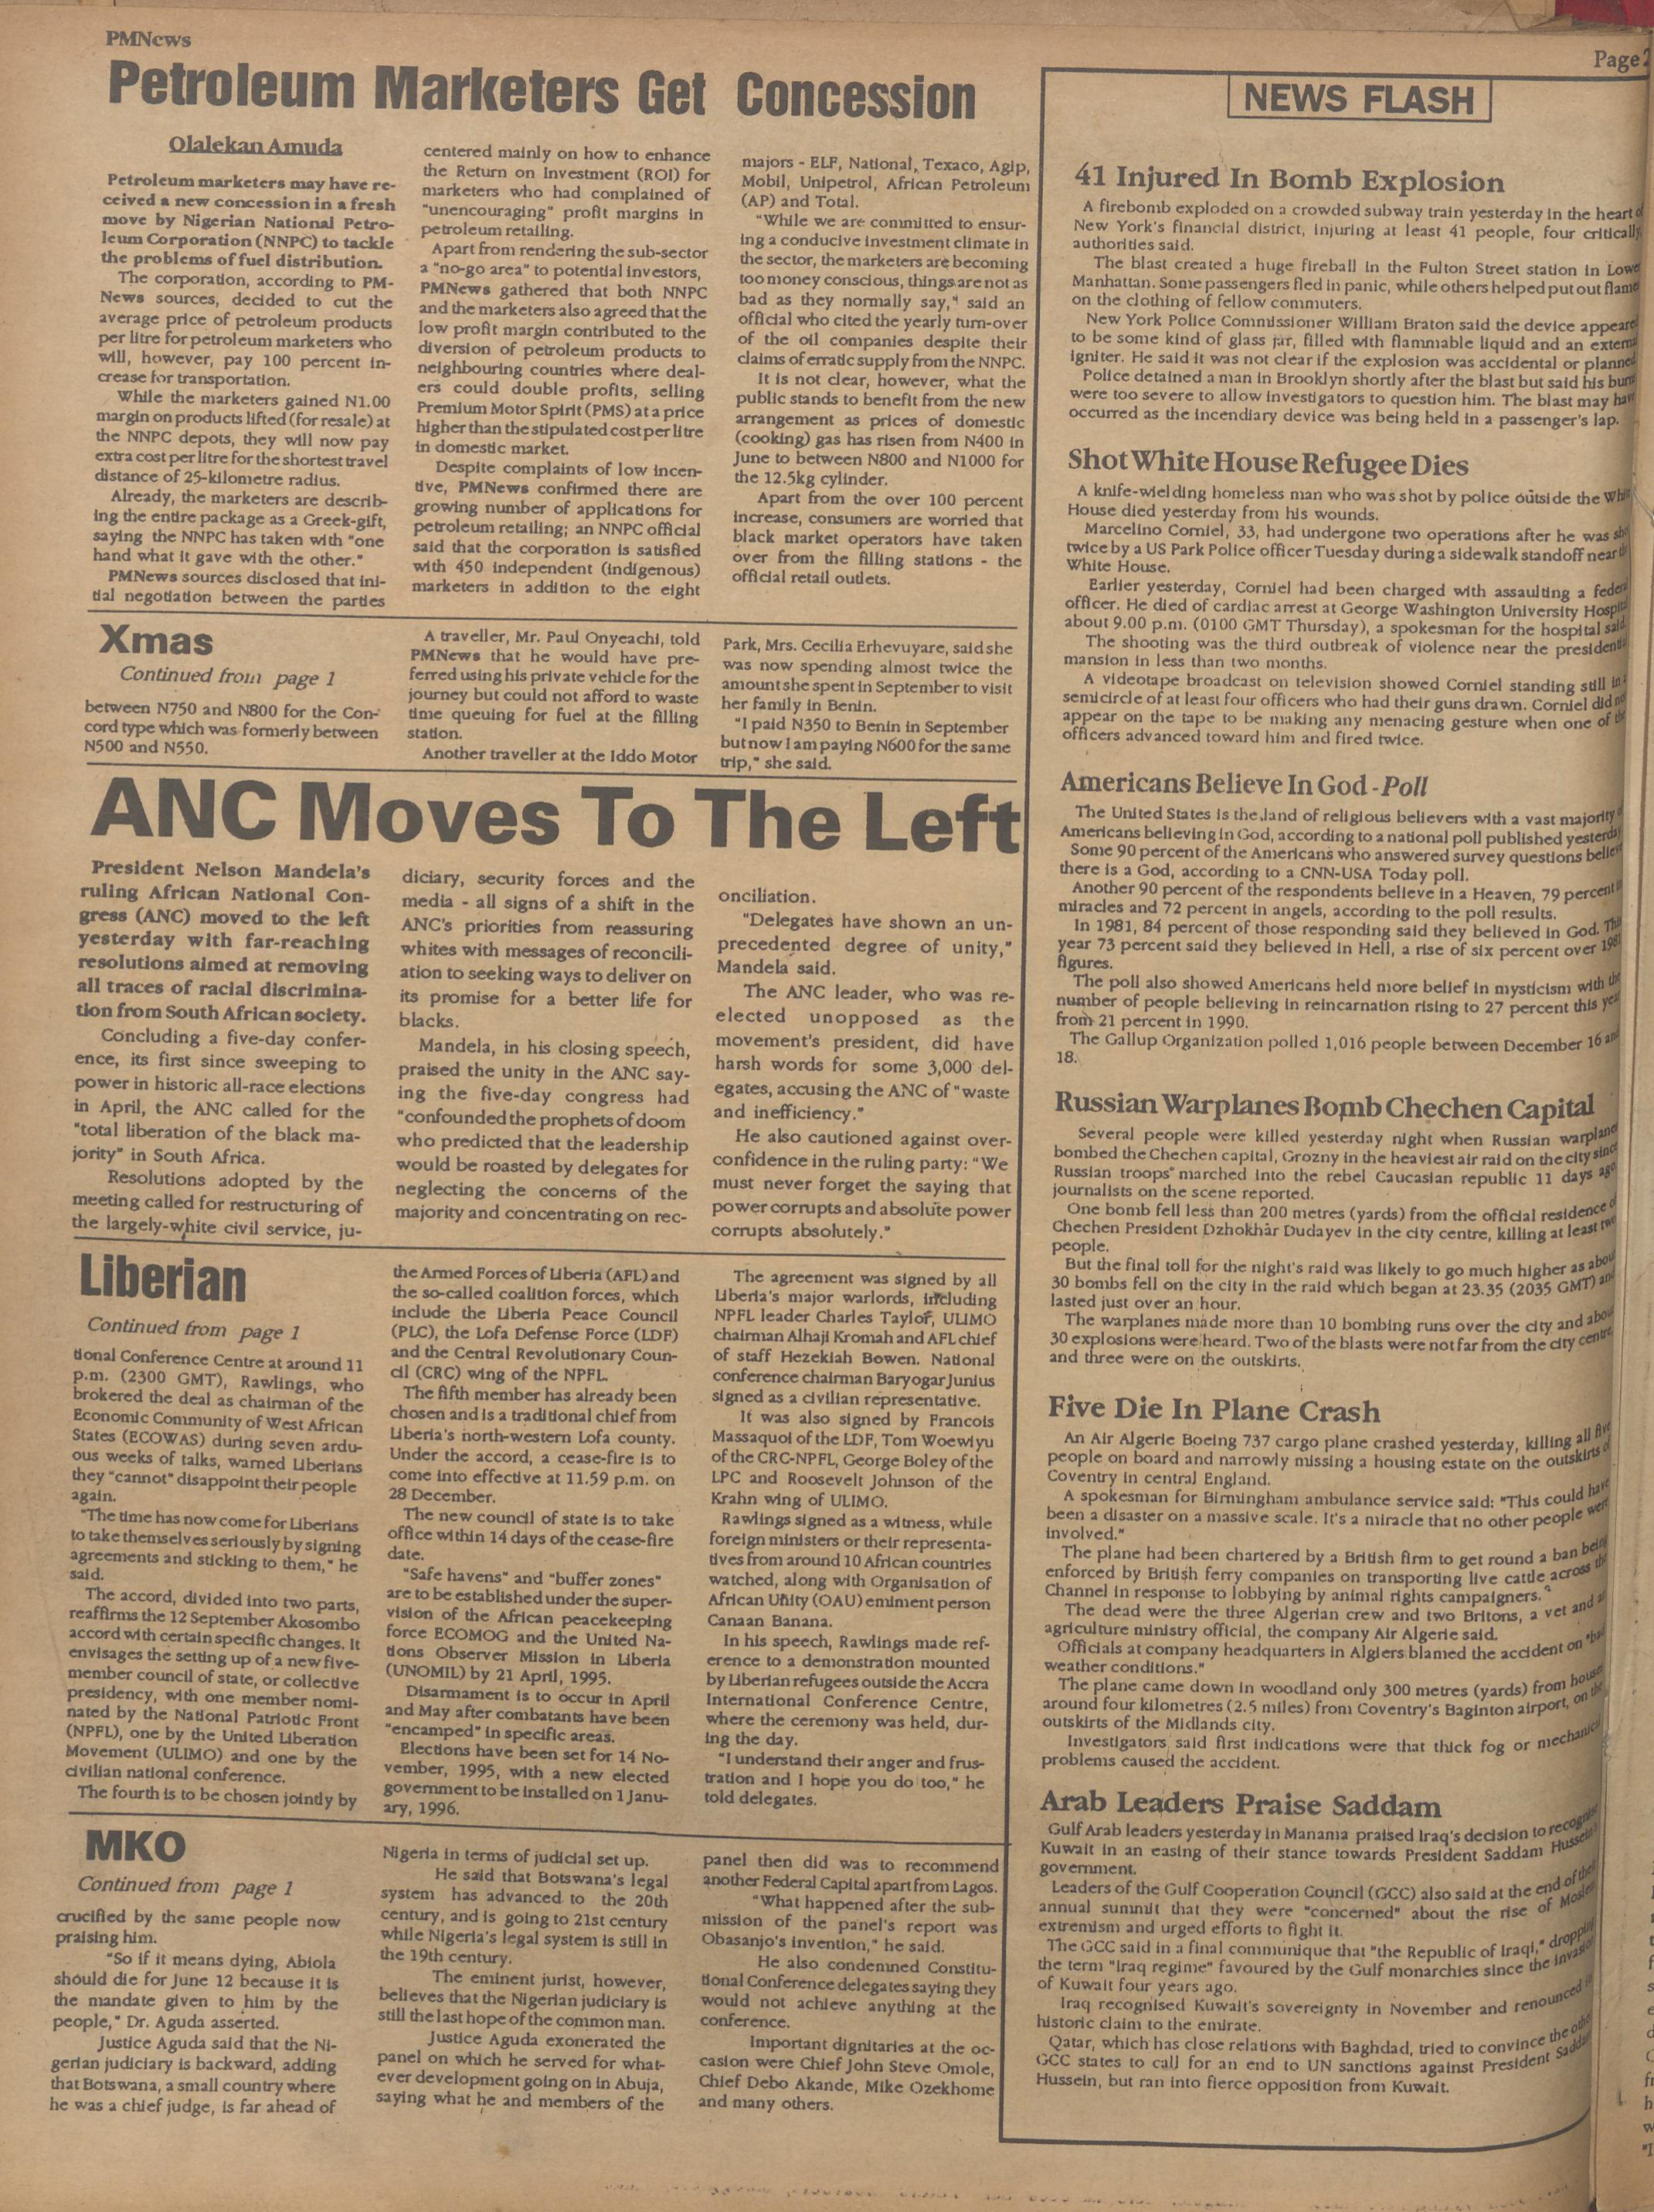 PMNews
Page 2
Petroleum Marketers Get Concession
Olalekan Amuda
Petroleum marketers may have re-
ceived a new concession in a fresh
move by Nigerian National Petro-
leum Corporation (NNPC) to tackle
the problems of fuel distribution.
The corporation, according to PM-
News sources, decided to cut the
average price of petroleum products
per litre for petroleum marketers who
will, however, pay 100 percent in-
crease for transportation.
While the marketers gained N1.00
margin on products lifted (for resale) at
the NNPC depots, they will now pay
extra cost per litre for the shortest travel
distance of 25-kilometre radius.
Already, the marketers are describ-
ing the entire package as a Greek-gift,
saying the NNPC has taken with "one
hand what it gave with the other."
PMNews sources disclosed that ini-
tial negotiation between the parties
centered mainly on how to enhance
the Return on Investment (ROI) for
marketers who had complained of
"unencouraging" profit margins in
petroleum retailing.
Apart from rendering the sub-sector
a "no-go area" to potential investors,
PMNews gathered that both NNPC
and the marketers also agreed that the
low profit margin contributed to the
diversion of petroleum products to
neighbouring countries where deal-
ers could double profits, selling
Premium Motor Spirit (PMS) at a price
higher than the stipulated cost per litre
in domestic market.
Despite complaints of low incen-
tive, PMNews confirmed there are
growing number of applications for
petroleum retailing; an NNPC official
said that the corporation is satisfied
with 450 independent (indigenous)
marketers in addition to the eight
majors - ELF, National, Texaco, Agip,
Mobil, Unipetrol, African Petroleum
(AP) and Total.
"While we are committed to ensur-
ing a conducive investment climate in
the sector, the marketers are becoming
too money conscious, things are not as
bad as they normally say," said an
official who cited the yearly turn-over
of the oil companies despite their
claims of erratic supply from the NNPC.
It is not clear, however, what the
public stands to benefit from the new
arrangement as prices of domestic
(cooking) gas has risen from N400 in
June to between N800 and N1000 for
the 12.5kg cylinder.
Apart from the over 100 percent
increase, consumers are worried that
black market operators have taken
over from the filling stations - the
official retail outlets.
Xmas
Continued from page 1
between N750 and N800 for the Con-
cord type which was formerly between
N500 and N550.
A traveller, Mr. Paul Onyeachi, told
PMNews that he would have pre-
ferred using his private vehicle for the
journey but could not afford to waste
time queuing for fuel at the filling
station.
Another traveller at the Iddo Motor
Park, Mrs. Cecilia Erhevuyare, said she
was now spending almost twice the
amount she spent in September to visit
her family in Benin.
"I paid N350 to Benin in September
but now I am paying N600 for the same
trip," she said.
ANC Moves To The Left
President Nelson Mandela's
ruling African National Con-
gress (ANC) moved to the left
yesterday with far-reaching
resolutions aimed at removing
all traces of racial discrimina-
tion from South African society.
Concluding a five-day confer-
ence, its first since sweeping to
power in historic all-race elections
in April, the ANC called for the
"total liberation of the black ma-
jority" in South Africa.
Resolutions adopted by the
meeting called for restructuring of
the largely-white civil service, ju-
diciary, security forces and the
media - all signs of a shift in the
ANC's priorities from reassuring
whites with messages of reconcili-
ation to seeking ways to deliver on
its promise for a better life for
blacks.
Mandela, in his closing speech,
praised the unity in the ANC say-
ing the five-day congress had
"confounded the prophets of doom
who predicted that the leadership
would be roasted by delegates for
neglecting the concerns of the
majority and concentrating on rec-
onciliation.
"Delegates have shown an un-
precedented degree of unity,"
Mandela said.
The ANC leader, who was re-
elected unopposed as the
movement's president, did have
harsh words for some 3,000 del-
egates, accusing the ANC of "waste
and inefficiency."
He also cautioned against over-
confidence in the ruling party: "We
must never forget the saying that
power corrupts and absolute power
corrupts absolutely."
Liberian
Continued from page 1
tional Conference Centre at around 11
p.m. (2300 GMT), Rawlings, who
brokered the deal as chairman of the
Economic Community of West African
States (ECOWAS) during seven ardu-
ous weeks of talks, warned Liberians
they "cannot" disappoint their people
again.
"The time has now come for Liberians
to take themselves seriously by signing
agreements and sticking to them," he
said.
The accord, divided into two parts,
reaffirms the 12 September Akosombo
accord with certain specific changes. It
envisages the setting up of a new five-
member council of state, or collective
presidency, with one member nomi-
nated by the National Patriotic Front
(NPFL), one by the United Liberation
Movement (ULIMO) and one by the
civilian national conference.
The fourth is to be chosen jointly by
the Armed Forces of Liberia (AFL) and
the so-called coalition forces, which
include the Liberia Peace Council
(PLC), the Lofa Defense Force (LDF)
and the Central Revolutionary Coun-
cil (CRC) wing of the NPFL.
The fifth member has already been
chosen and is a traditional chief from
Liberia's north-western Lofa county.
Under the accord, a cease-fire is to
come into effective at 11.59 p.m. on
28 December.
The new council of state is to take
office within 14 days of the cease-fire
date.
"Safe havens" and "buffer zones"
are to be established under the super-
vision of the African peacekeeping
force ECOMOG and the United Na-
tions Observer Mission in Liberia
(UNOMIL) by 21 April, 1995.
Disarmament is to occur in April
and May after combatants have been
"encamped" in specific areas.
Elections have been set for 14 No-
vember, 1995, with a new elected
government to be installed on 1 Janu-
ary, 1996.
The agreement was signed by all
Liberia's major warlords, including
NPFL leader Charles Taylor, ULIMO
chairman Alhaji Kromah and AFL chief
of staff Hezekiah Bowen. National
conference chairman Baryogar Junius
signed as a civilian representative.
It was also signed by Francois
Massaquoi of the LDF, Tom Woewiyu
of the CRC-NPFL, George Boley of the
LPC and Roosevelt Johnson of the
Krahn wing of ULIMO.
Rawlings signed as a witness, while
foreign ministers or their representa-
tives from around 10 African countries
watched, along with Organisation of
African Unity (OAU) eminent person
Canaan Banana.
In his speech, Rawlings made ref-
erence to a demonstration mounted
by Liberian refugees outside the Accra
International Conference Centre,
where the ceremony was held, dur-
ing the day.
"I understand their anger and frus-
tration and I hope you do too," he
told delegates.
MKO
Continued from page 1
crucified by the same people now
praising him.
"So if it means dying, Abiola
should die for June 12 because it is
the mandate given to him by the
people," Dr. Aguda asserted.
Justice Aguda said that the Ni-
gerian judiciary is backward, adding
that Botswana, a small country where
he was a chief judge, is far ahead of
Nigeria in terms of judicial set up.
He said that Botswana's legal
system has advanced to the 20th
century, and is going to 21st century
while Nigeria's legal system is still in
the 19th century.
The eminent jurist, however,
believes that the Nigerian judiciary is
still the last hope of the common man.
Justice Aguda exonerated the
panel on which he served for what-
ever development going on in Abuja,
saying what he and members of the
panel then did was to recommend
another Federal Capital apart from Lagos.
"What happened after the sub-
mission of the panel's report was
Obasanjo's invention," he said.
He also condemned Constitu-
tional Conference delegates saying they
would not achieve anything at the
conference.
Important dignitaries at the oc-
casion were Chief John Steve Omole,
Chief Debo Akande, Mike Ozekhome
and many others.
NEWS FLASH
41 Injured In Bomb Explosion
A firebomb exploded on a crowded subway train yesterday in the heart of
New York's financial district, injuring at least 41 people, four critically,
authorities said.
The blast created a huge fireball in the Fulton Street station in Lower
Manhattan. Some passengers fled in panic, while others helped put out flame
on the clothing of fellow commuters.
New York Police Commissioner William Braton said the device appeared
to be some kind of glass jar, filled with flammable liquid and an external
igniter. He said it was not clear if the explosion was accidental or planned
Police detained a man in Brooklyn shortly after the blast but said his burns
were too severe to allow investigators to question him. The blast may have
occurred as the incendiary device was being held in a passenger's lap.
Shot White House Refugee Dies
A knife-wielding homeless man who was shot by police outside the White
House died yesterday from his wounds.
Marcelino Corniel, 33, had undergone two operations after he was shot
twice by a US Park Police officer Tuesday during a sidewalk standoff near the
White House.
Earlier yesterday, Corniel had been charged with assaulting a federal
officer. He died of cardiac arrest at George Washington University Hospital
about 9.00 p.m. (0100 GMT Thursday), a spokesman for the hospital said.
The shooting was the third outbreak of violence near the presidential
mansion in less than two months.
A videotape broadcast on television showed Corniel standing still in a
semicircle of at least four officers who had their guns drawn. Corniel did not
appear on the tape to be making any menacing gesture when one of the
officers advanced toward him and fired twice.
Americans Believe In God - Poll
The United States is the land of religious believers with a vast majority of
Americans believing in God, according to a national poll published yesterday
Some 90 percent of the Americans who answered survey questions believe
there is a God, according to a CNN-USA Today poll.
Another 90 percent of the respondents believe in a Heaven, 79 percent in
miracles and 72 percent in angels, according to the poll results.
In 1981, 84 percent of those responding said they believed in God. This
year 73 percent said they believed in Hell, a rise of six percent over 1981
figures.
The poll also showed Americans held more belief in mysticism with the
number of people believing in reincarnation rising to 27 percent this year
from 21 percent in 1990.
The Gallup Organization polled 1,016 people between December 16 and
18.
Russian Warplanes Bomb Chechen Capital
Several people were killed yesterday night when Russian warplanes
bombed the Chechen capital, Grozny in the heaviest air raid on the city since
Russian troops marched into the rebel Caucasian republic 11 days ago
journalists on the scene reported.
One bomb fell less than 200 metres (yards) from the official residence of
Chechen President Dzhokhar Dudayev in the city centre, killing at least two
people.
But the final toll for the night's raid was likely to go much higher as about
30 bombs fell on the city in the raid which began at 23.35 (2035 GMT) and
lasted just over an hour.
The warplanes made more than 10 bombing runs over the city and about
30 explosions were heard. Two of the blasts were not far from the city centre
and three were on the outskirts.
Five Die In Plane Crash
An Air Algerie Boeing 737 cargo plane crashed yesterday, killing all five
people on board and narrowly missing a housing estate on the outskirts of
Coventry in central England.
A spokesman for Birmingham ambulance service said: "This could have
been a disaster on a massive scale. It's a miracle that no other people were
involved."
The plane had been chartered by a British firm to get round a ban being
enforced by British ferry companies on transporting live cattle across the
Channel in response to lobbying by animal rights campaigners."
The dead were the three Algerian crew and two Britons, a vet and an
agriculture ministry official, the company Air Algerie said.
Officials at company headquarters in Algiers blamed the accident on "bad
weather conditions."
The plane came down in woodland only 300 metres (yards) from houses
around four kilometres (2.5 miles) from Coventry's Baginton airport, on the
outskirts of the Midlands city.
Investigators said first indications were that thick fog or mechanical
problems caused the accident.
Arab Leaders Praise Saddam
Gulf Arab leaders yesterday in Manama praised Iraq's decision to recognise
Kuwait in an easing of their stance towards President Saddam Hussein's
government.
Leaders of the Gulf Cooperation Council (GCC) also said at the end of their
annual summit that they were "concerned" about the rise of Moslem
extremism and urged efforts to fight it.
The GCC said in a final communique that "the Republic of Iraqi," dropping
the term "Iraq regime" favoured by the Gulf monarchies since the invasion
of Kuwait four years ago.
Iraq recognised Kuwait's sovereignty in November and renounced its
historic claim to the emirate.
Qatar, which has close relations with Baghdad, tried to convince the other
GCC states to call for an end to UN sanctions against President Saddam
Hussein, but ran into fierce opposition from Kuwait.